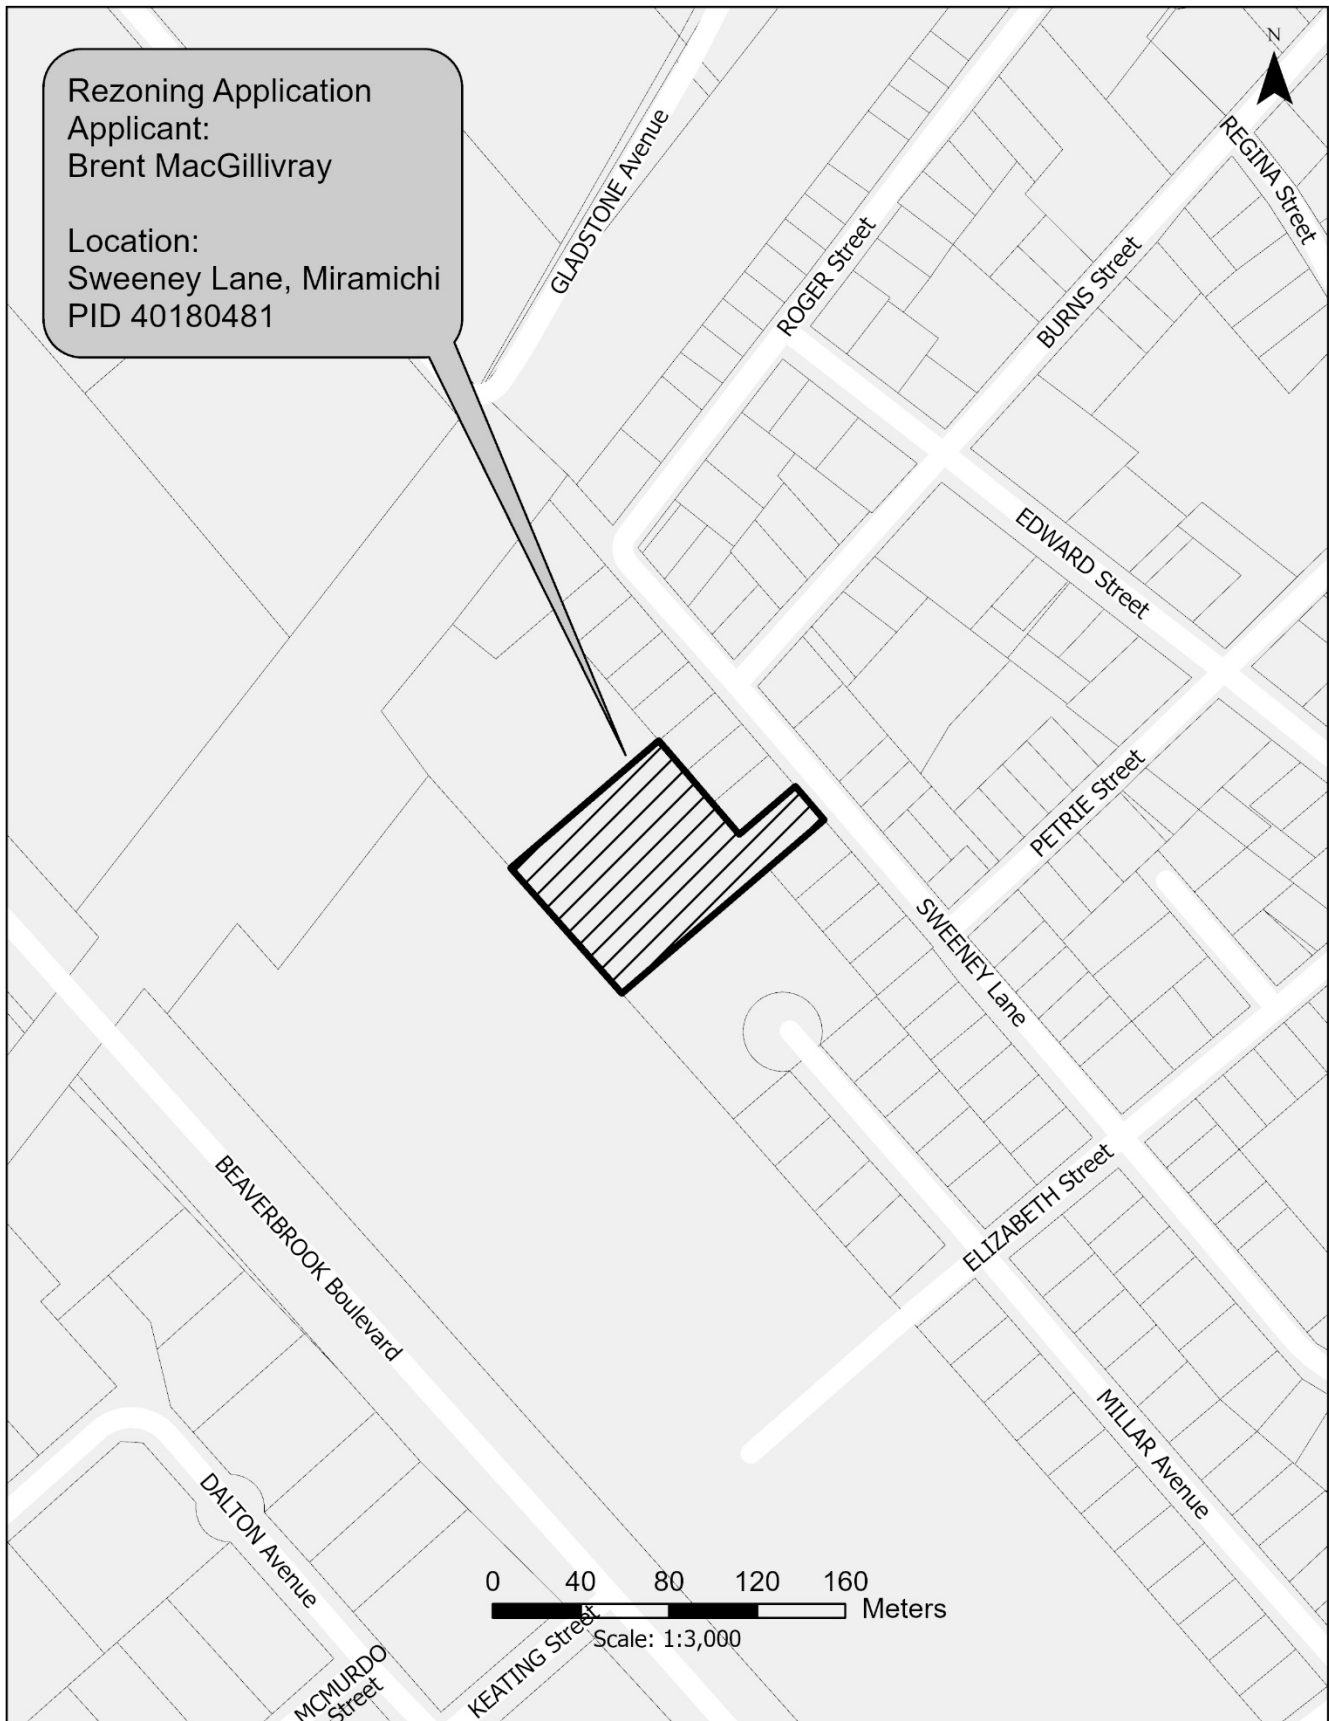 Rezoning Application
Applicant:
Brent MacGillivray
Location:
Sweeney Lane, Miramichi
PID 40180481
N
REGINA Street
GLADSTONE Avenue
ROGER Street
BURNS Street
EDWARD Street
PETRIE Street
SWEENEY Lane
ELIZABETH Street
BEAVERBROOK Boulevard
MILLAR Avenue
DALTON Avenue
MCMURDO
Street
KEATING Street
0 40 80 120 160
Meters
Scale: 1:3,000